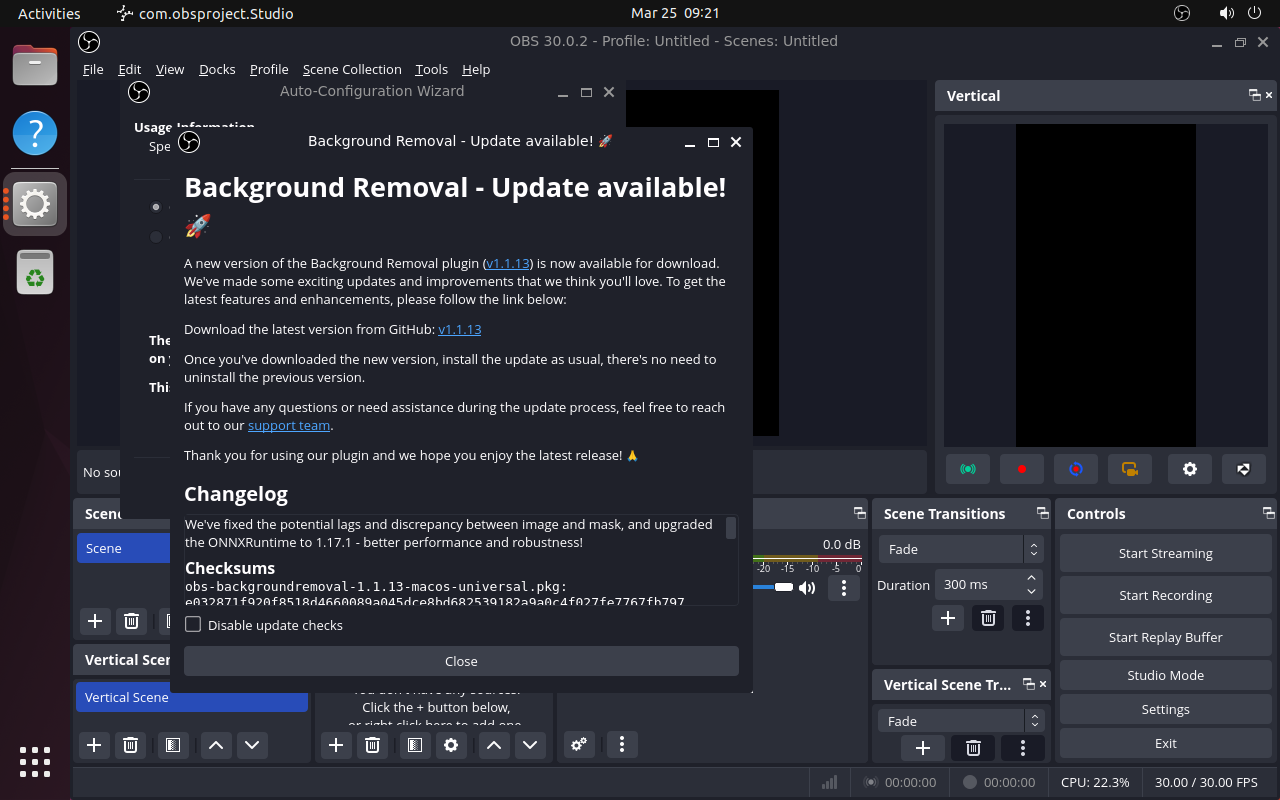 Activities
com.obsproject.Studio
Mar 25 09:21
OBS 30.0.2 - Profile: Untitled - Scenes: Untitled
File Edit View Docks Profile Scene Collection Tools Help
Auto-Configuration Wizard
Vertical
Usage Information
Background Removal - Update available! 🚀
Background Removal - Update available!
🚀
A new version of the Background Removal plugin (v1.1.13) is now available for download.
We've made some exciting updates and improvements that we think you'll love. To get the
latest features and enhancements, please follow the link below:
Download the latest version from GitHub: v1.1.13
Once you've downloaded the new version, install the update as usual, there's no need to
uninstall the previous version.
If you have any questions or need assistance during the update process, feel free to reach
out to our support team.
Thank you for using our plugin and we hope you enjoy the latest release! 🙏
Changelog
We've fixed the potential lags and discrepancy between image and mask, and upgraded
the ONNXRuntime to 1.17.1 - better performance and robustness!
Checksums
obs-backgroundremoval-1.1.13-macos-universal.pkg:
e032871f920f8518d4660089a045dce8bd682539182a9a0c4f027fe7767fb797
Disable update checks
Close
The
on
This
Scene
0.0 dB
-20 -15 -10 -5 0
Scene Transitions
Fade
Duration 300 ms
Controls
Start Streaming
Start Recording
Start Replay Buffer
Studio Mode
Settings
Exit
Vertical Scene
You don't have any sources.
Click the + button below,
or right click here to add one.
Vertical Scene Tr...
Fade
00:00:00
00:00:00
CPU: 22.3%
30.00 / 30.00 FPS